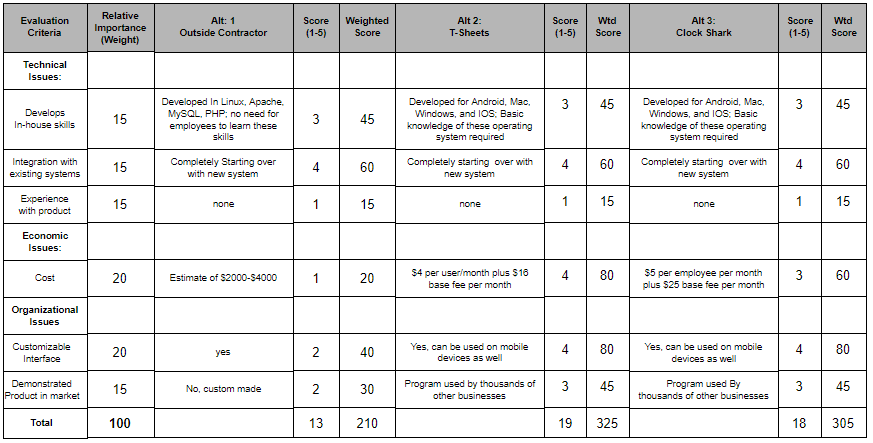 Evaluation Criteria | Relative Importance (Weight) | Alt: 1 Outside Contractor | Score (1-5) | Weighted Score | Alt 2: T-Sheets | Score (1-5) | Wtd Score | Alt 3: Clock Shark | Score (1-5) | Wtd Score
Technical Issues:
Develops In-house skills | 15 | Developed In Linux, Apache, MySQL, PHP; no need for employees to learn these skills | 3 | 45 | Developed for Android, Mac, Windows, and IOS; Basic knowledge of these operating system required | 3 | 45 | Developed for Android, Mac, Windows, and IOS; Basic knowledge of these operating system required | 3 | 45
Integration with existing systems | 15 | Completely Starting over with new system | 4 | 60 | Completely starting over with new system | 4 | 60 | Completely starting over with new system | 4 | 60
Experience with product | 15 | none | 1 | 15 | none | 1 | 15 | none | 1 | 15
Economic Issues:
Cost | 20 | Estimate of $2000-$4000 | 1 | 20 | $4 per user/month plus $16 base fee per month | 4 | 80 | $5 per employee per month plus $25 base fee per month | 3 | 60
Organizational Issues
Customizable Interface | 20 | yes | 2 | 40 | Yes, can be used on mobile devices as well | 4 | 80 | Yes, can be used on mobile devices as well | 4 | 80
Demonstrated Product in market | 15 | No, custom made | 2 | 30 | Program used by thousands of other businesses | 3 | 45 | Program used By thousands of other businesses | 3 | 45
Total | 100 | 13 | 210 | 19 | 325 | 18 | 305